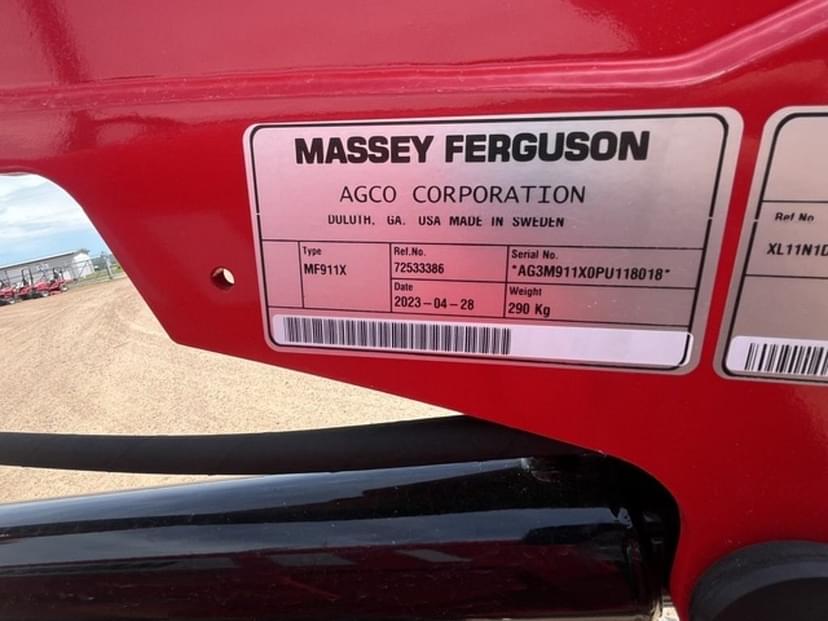 MASSEY FERGUSON
AGCO CORPORATION
DULUTH, GA. USA MADE IN SWEDEN
Type
MF911X
Ref.No.
72533386
Serial No.
*AG3M911X0PU118018*
Date
2023-04-28
Weight
290 Kg
Ref No
XL11N1